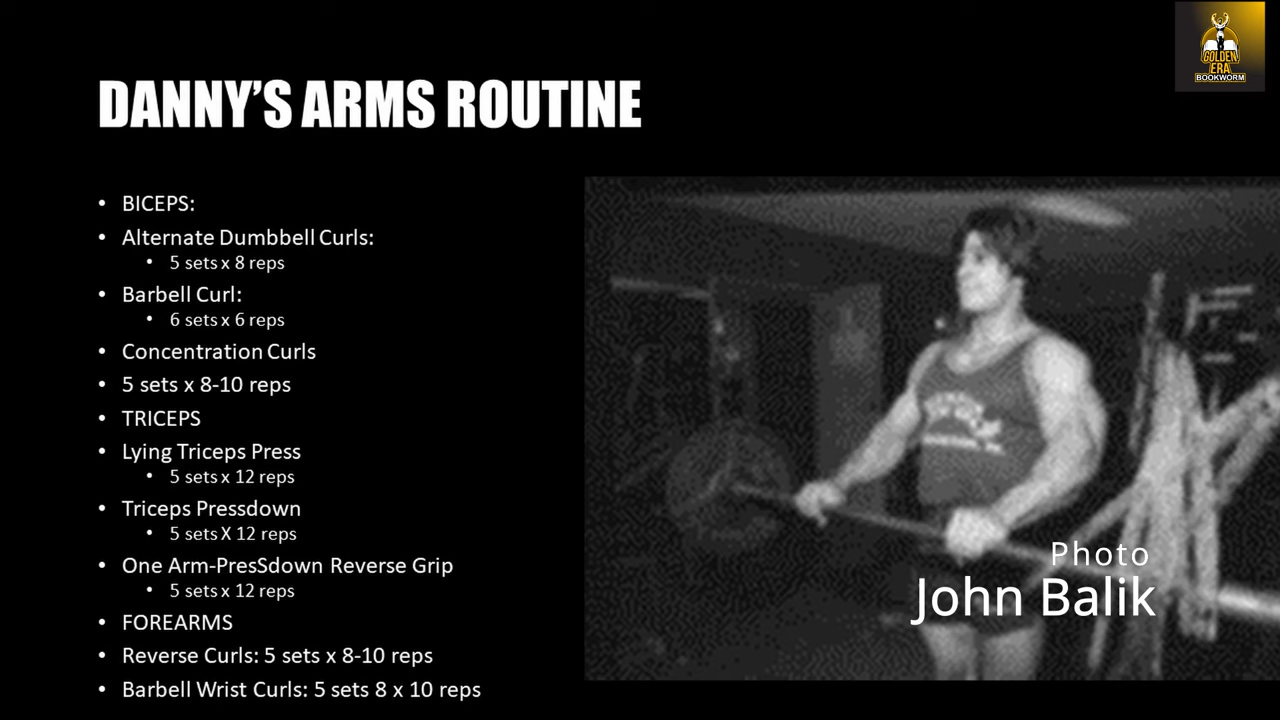 GOLDEN
ERA
BOOKWORM
DANNY'S ARMS ROUTINE
• BICEPS:
• Alternate Dumbbell Curls:
• 5 sets x 8 reps
• Barbell Curl:
• 6 sets x 6 reps
• Concentration Curls
• 5 sets x 8-10 reps
• TRICEPS
• Lying Triceps Press
• 5 sets x 12 reps
• Triceps Pressdown
• 5 sets X 12 reps
• One Arm-PresSdown Reverse Grip
• 5 sets x 12 reps
• FOREARMS
• Reverse Curls: 5 sets x 8-10 reps
• Barbell Wrist Curls: 5 sets 8 x 10 reps
Photo
John Balik